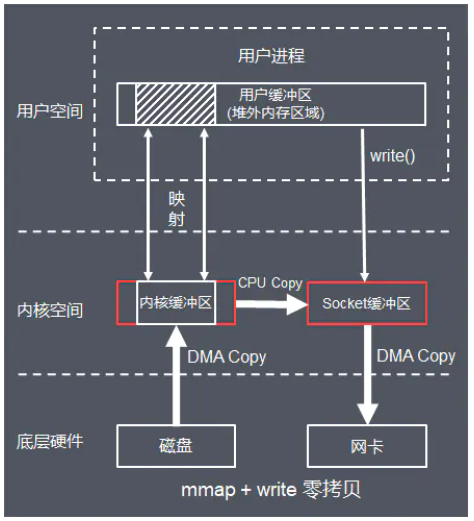 用户进程
用户空间
用户缓冲区
(堆外内存区域)
write()
映
射
内核空间
内核缓冲区
CPU Copy
Socket缓冲区
DMA Copy
DMA Copy
底层硬件
磁盘
网卡
mmap + write 零拷贝